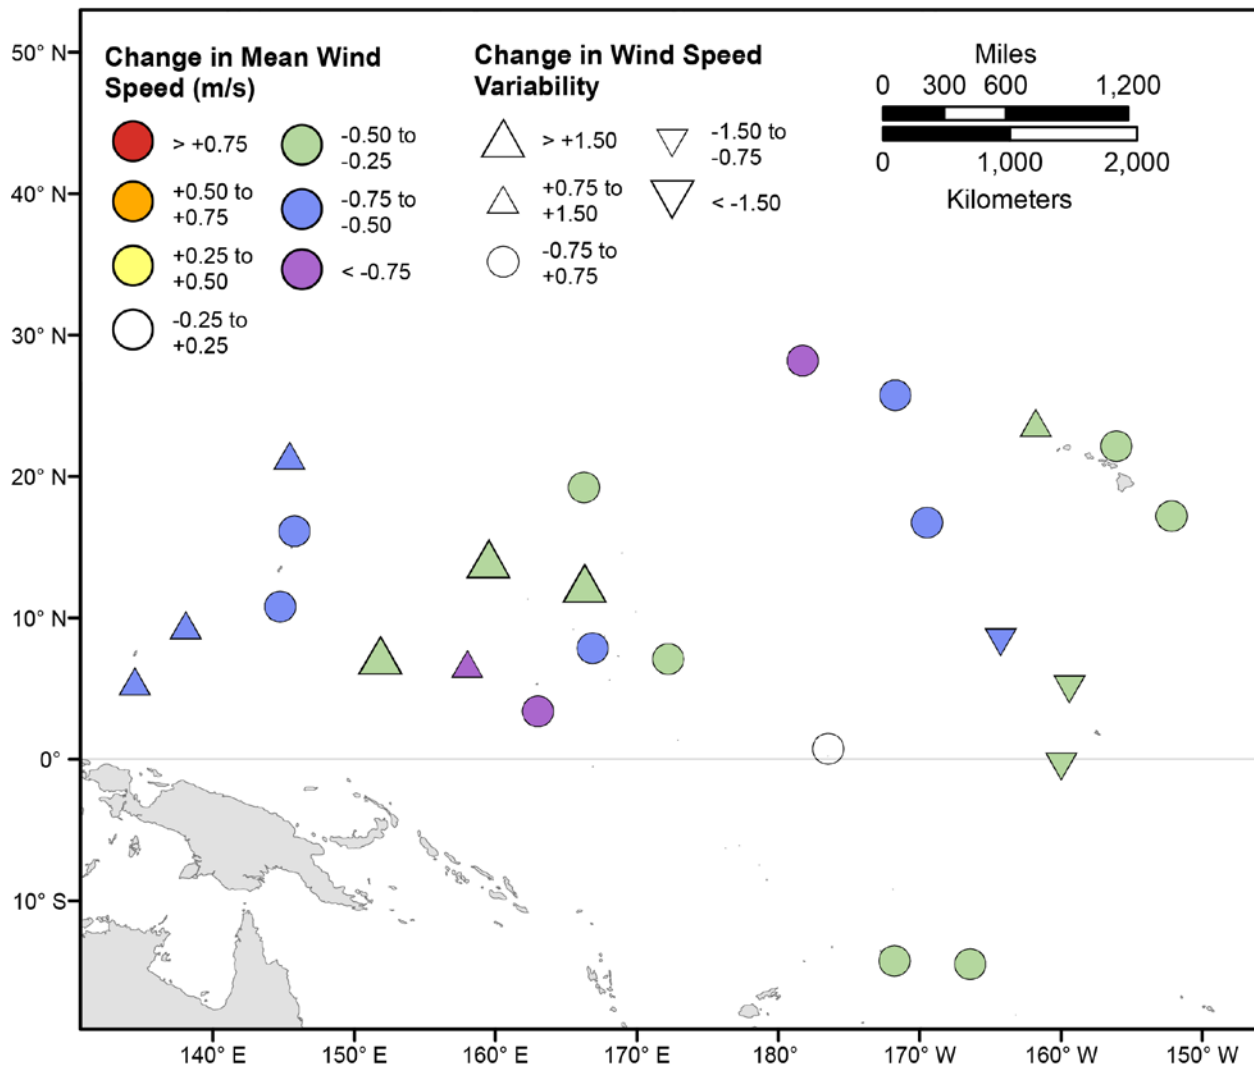 50° N
40° N
30° N
20° N
10° N
0°
10° S
Change in Mean Wind
Speed (m/s)
> +0.75
+0.50 to
+0.75
+0.25 to
+0.50
-0.25 to
+0.25
-0.50 to
-0.25
-0.75 to
-0.50
< -0.75
Change in Wind Speed
Variability
> +1.50
+0.75 to
+1.50
-0.75 to
+0.75
-1.50 to
-0.75
< -1.50
Miles
0 300 600 1,200
0 1,000 2,000
Kilometers
140° E 150° E 160° E 170° E 180° 170° W 160° W 150° W